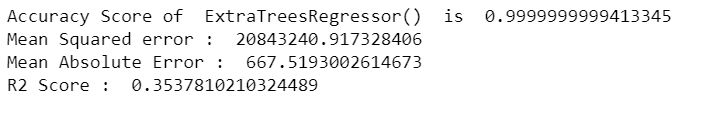 Accuracy Score of  ExtraTreesRegressor()  is  0.9999999999413345
Mean Squared error :  20843240.917328406
Mean Absolute Error :  667.5193002614673
R2 Score :  0.3537810210324489